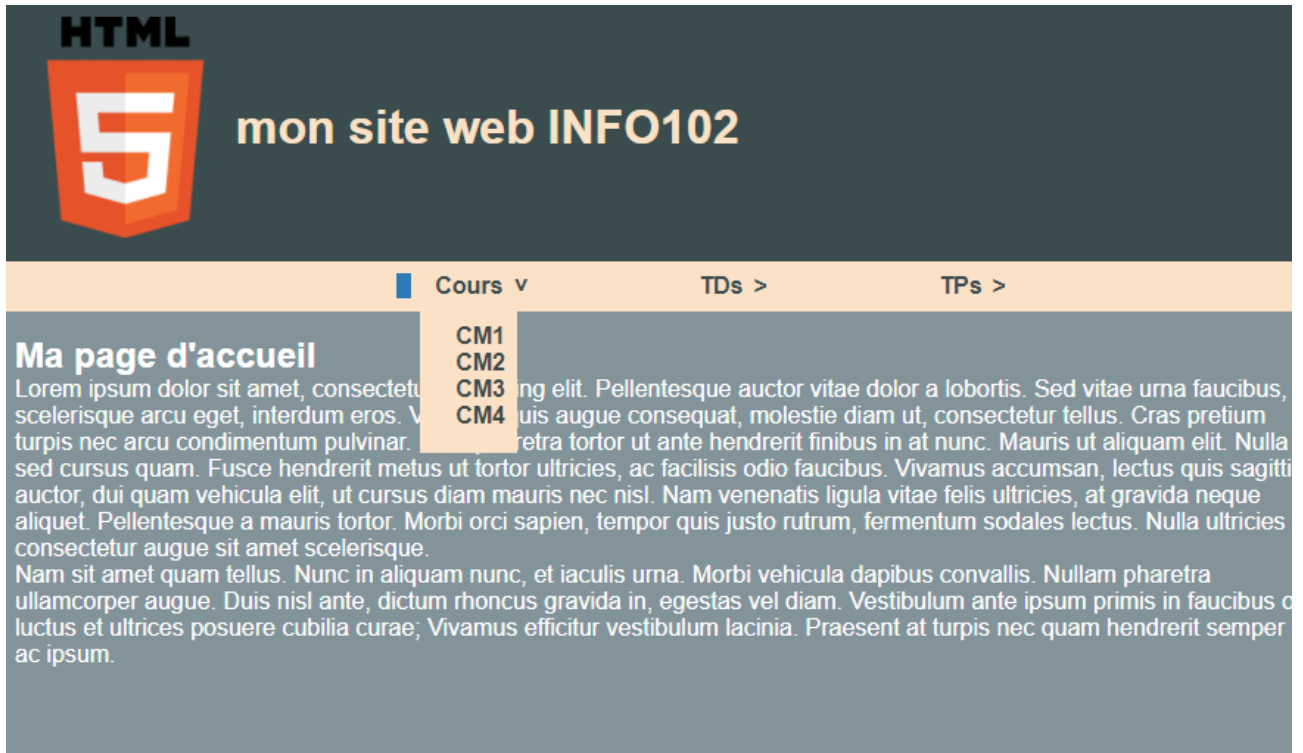 HTML
5
mon site web INFO102
Cours v TDs > TPs >
CM1
CM2
CM3
CM4
Ma page d'accueil
Lorem ipsum dolor sit amet, consectetu ng elit. Pellentesque auctor vitae dolor a lobortis. Sed vitae urna faucibus,
scelerisque arcu eget, interdum eros. V uis augue consequat, molestie diam ut, consectetur tellus. Cras pretium
turpis nec arcu condimentum pulvinar. retra tortor ut ante hendrerit finibus in at nunc. Mauris ut aliquam elit. Nulla
sed cursus quam. Fusce hendrerit metus ut tortor ultricies, ac facilisis odio faucibus. Vivamus accumsan, lectus quis sagitti
auctor, dui quam vehicula elit, ut cursus diam mauris nec nisl. Nam venenatis ligula vitae felis ultricies, at gravida neque
aliquet. Pellentesque a mauris tortor. Morbi orci sapien, tempor quis justo rutrum, fermentum sodales lectus. Nulla ultricies
consectetur augue sit amet scelerisque.
Nam sit amet quam tellus. Nunc in aliquam nunc, et iaculis urna. Morbi vehicula dapibus convallis. Nullam pharetra
ullamcorper augue. Duis nisl ante, dictum rhoncus gravida in, egestas vel diam. Vestibulum ante ipsum primis in faucibus o
luctus et ultrices posuere cubilia curae; Vivamus efficitur vestibulum lacinia. Praesent at turpis nec quam hendrerit semper
ac ipsum.